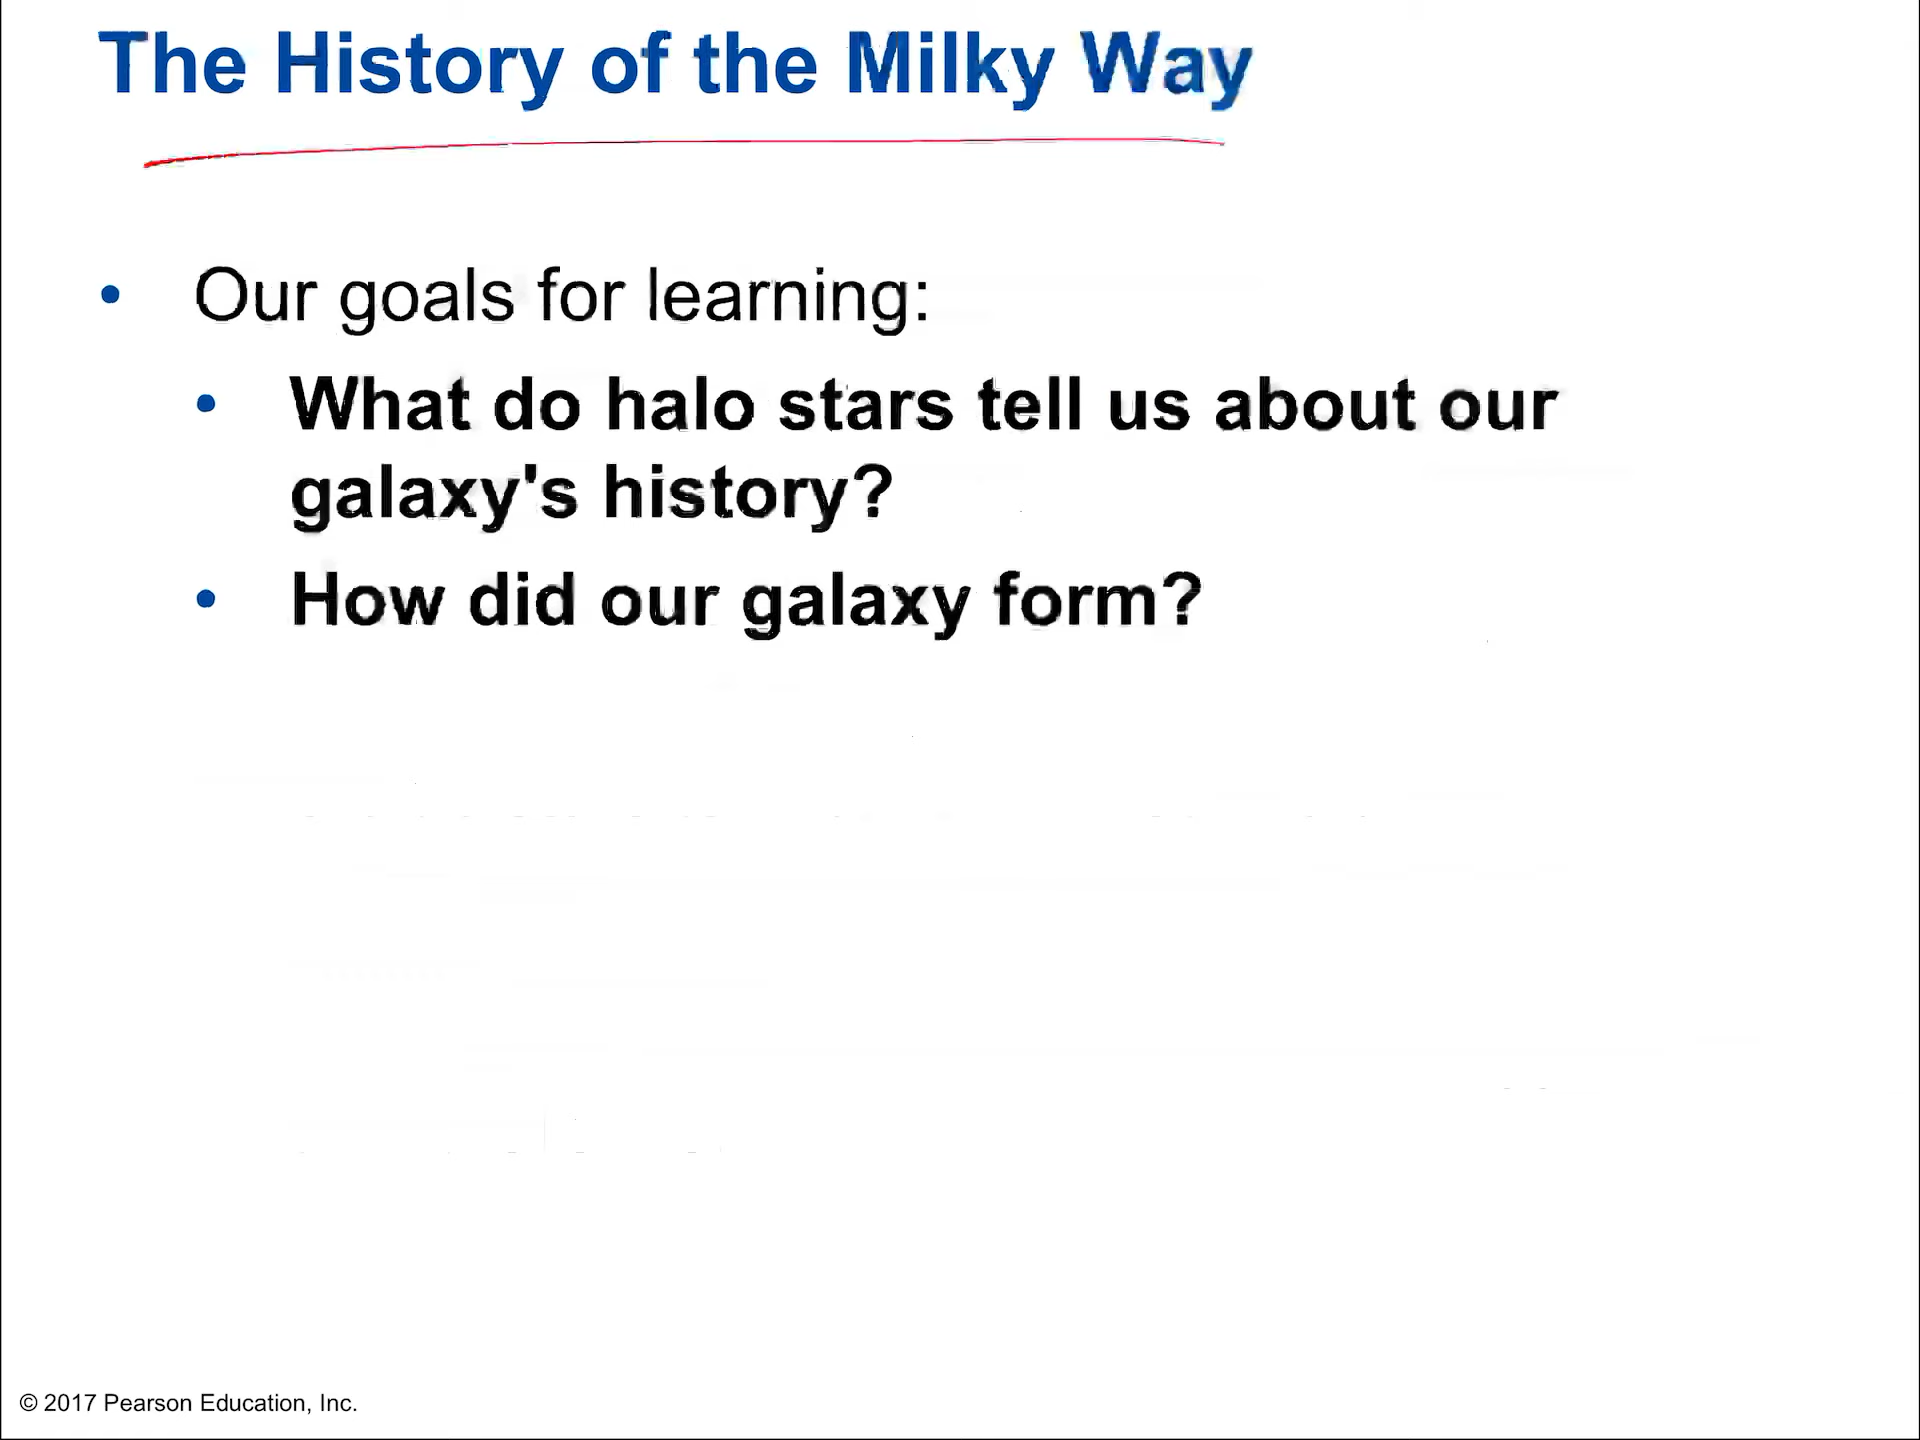 The History of the Milky Way
• Our goals for learning:
• What do halo stars tell us about our
galaxy's history?
• How did our galaxy form?
© 2017 Pearson Education, Inc.